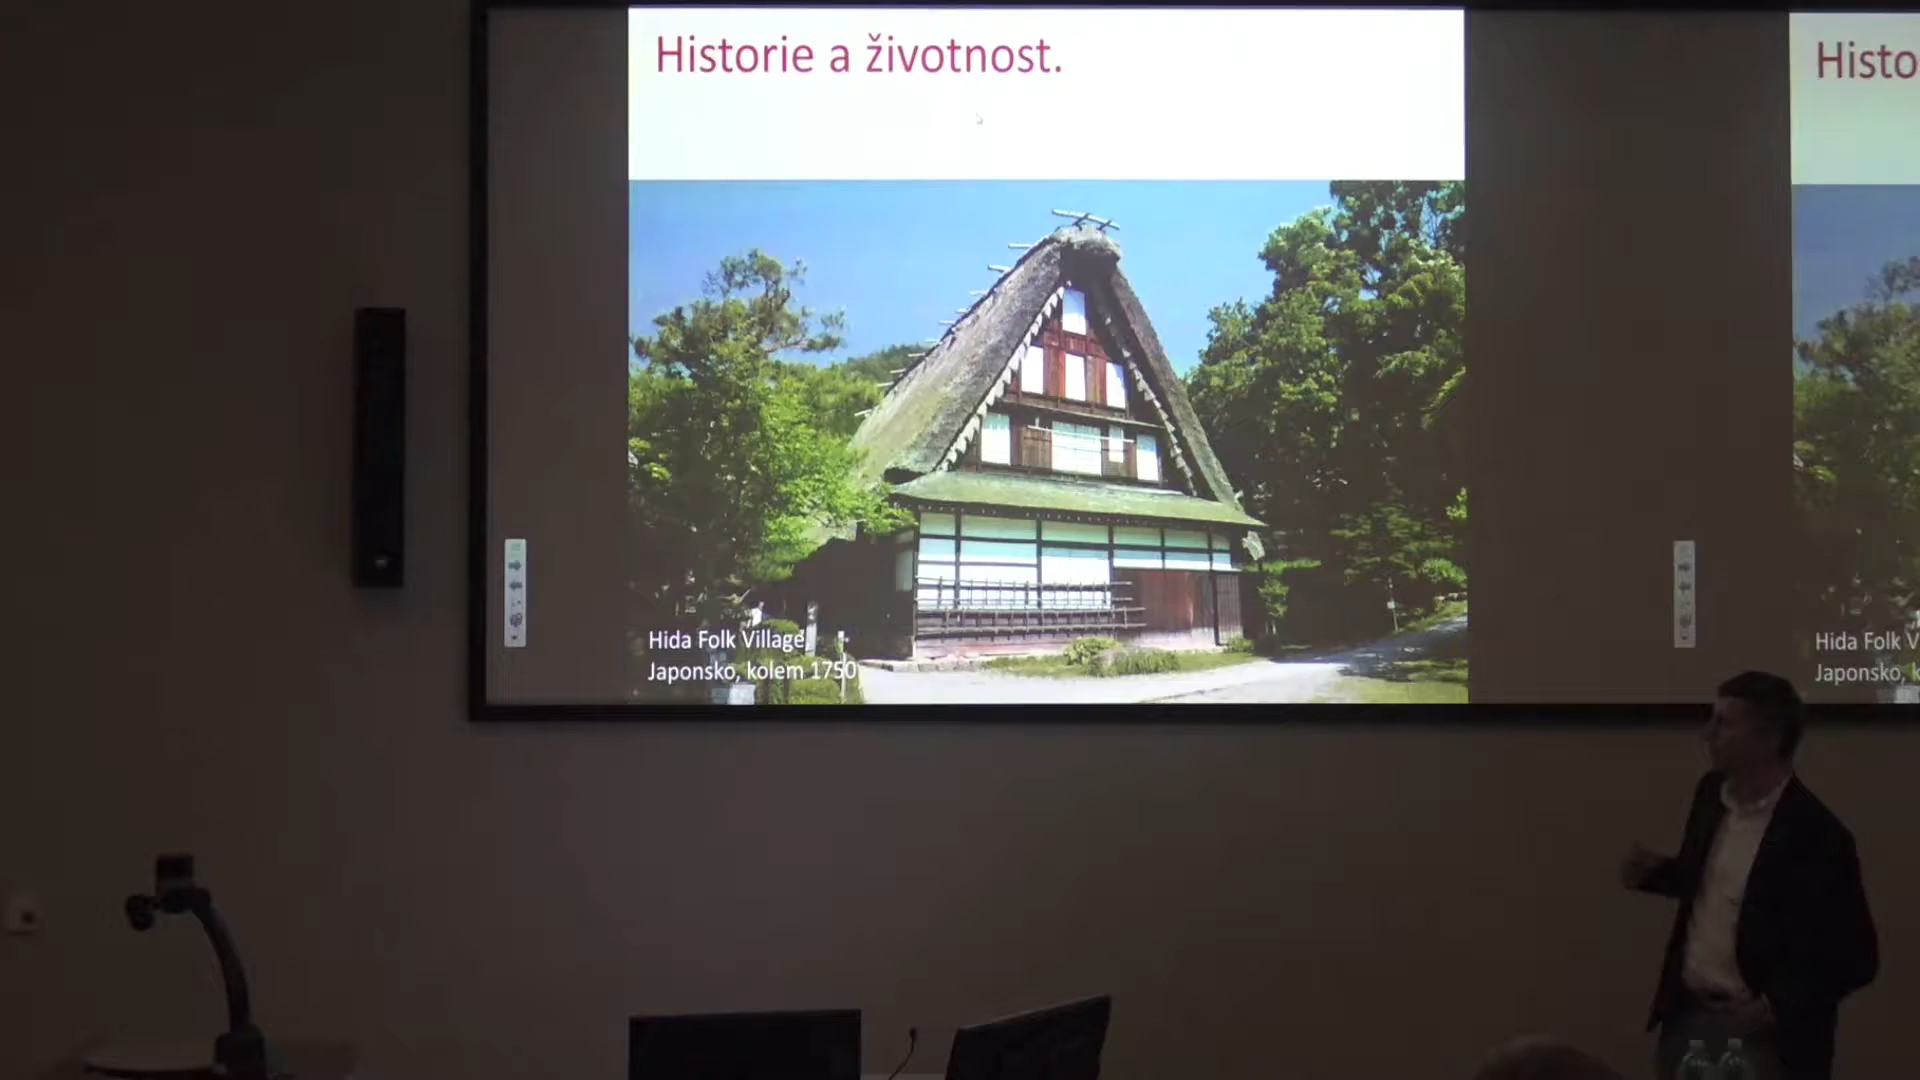 Historie a životnost.
Hida Folk Village
Japonsko, kolem 1750
Histo
Hida Folk V
Japonsko, k